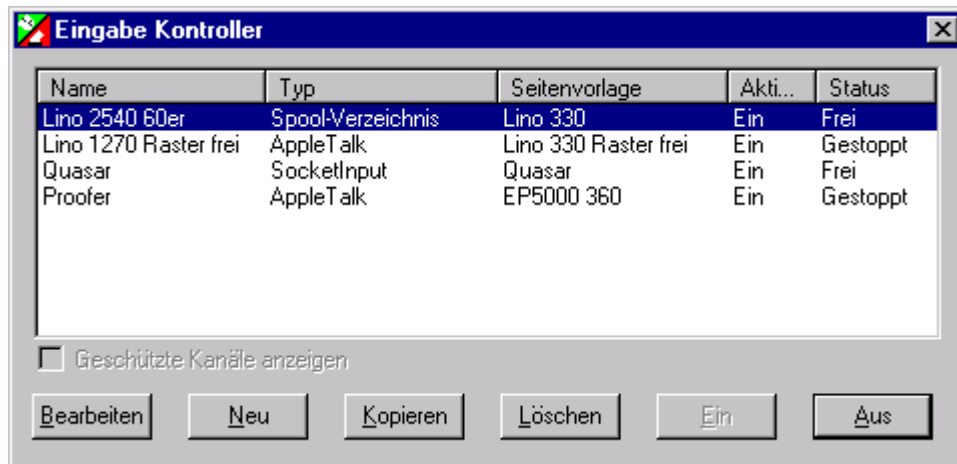 Eingabe Kontroller
Name Typ Seitenvorlage Akti... Status
Lino 2540 60er Spool-Verzeichnis Lino 330 Ein Frei
Lino 1270 Raster frei AppleTalk Lino 330 Raster frei Ein Gestoppt
Quasar SocketInput Quasar Ein Frei
Proofer AppleTalk EP5000 360 Ein Gestoppt
Geschützte Kanäle anzeigen
Bearbeiten Neu Kopieren Löschen Ein Aus